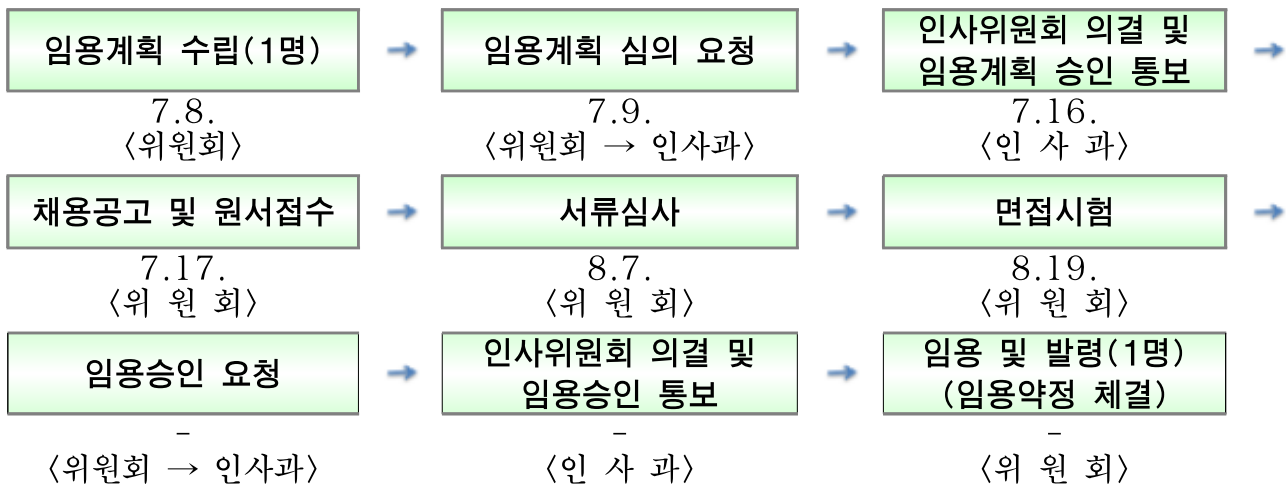 임용계획 수립(1명) → 임용계획 심의 요청 → 인사위원회 의결 및 임용계획 승인 통보 →
7.8. 7.9. 7.16.
〈위원회〉 〈위원회 → 인사과〉 〈인 사 과〉
채용공고 및 원서접수 → 서류심사 → 면접시험 →
7.17. 8.7. 8.19.
〈위 원 회〉 〈위 원 회〉 〈위 원 회〉
임용승인 요청 → 인사위원회 의결 및 임용승인 통보 → 임용 및 발령(1명) (임용약정 체결)
– – –
〈위원회 → 인사과〉 〈인 사 과〉 〈위 원 회〉